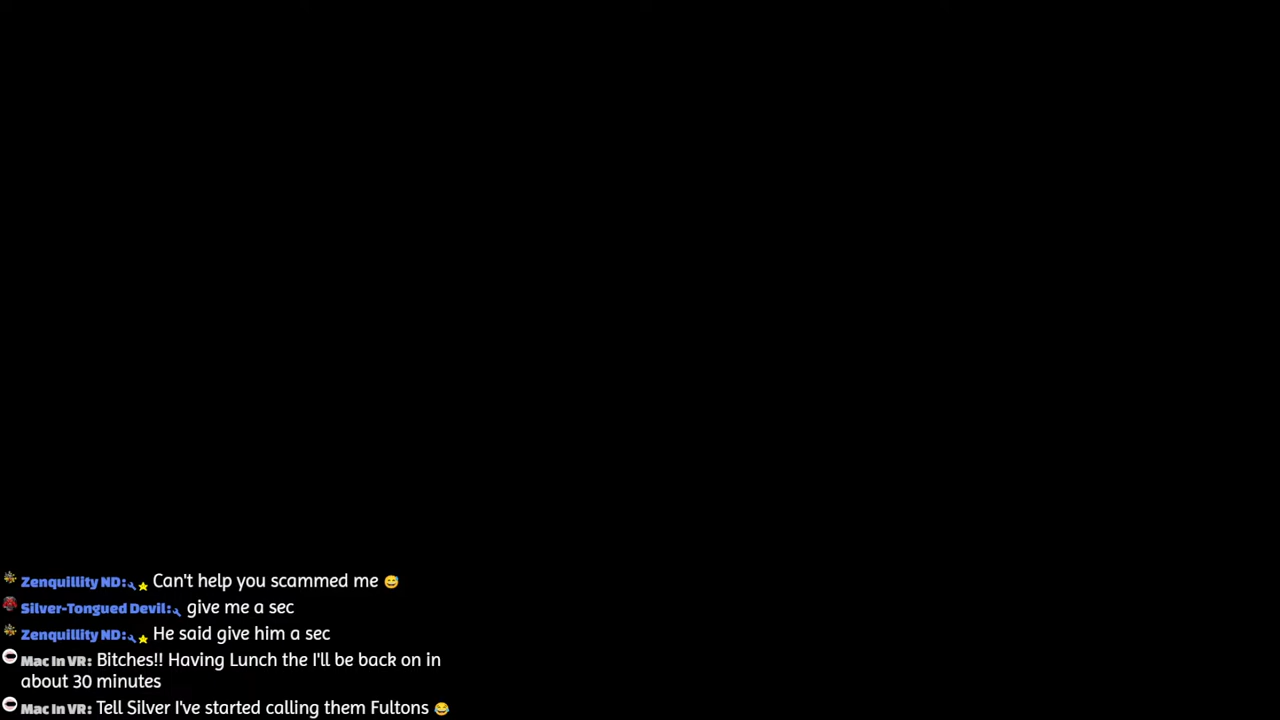 Zenquillity ND: Can't help you scammed me 😅
Silver-Tongued Devil: give me a sec
Zenquillity ND: He said give him a sec
Mac In VR: Bitches!! Having Lunch the I'll be back on in
about 30 minutes
Mac In VR: Tell Silver I've started calling them Fultons 😂